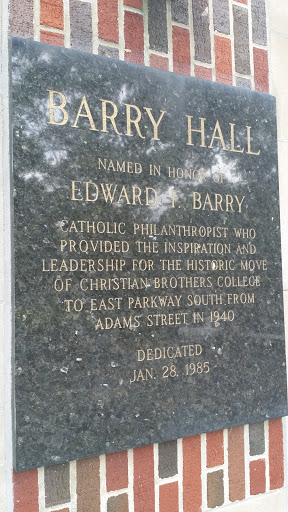 BARRY HALL
NAMED IN HONOR OF
EDWARD F. BARRY
CATHOLIC PHILANTHROPIST WHO
PROVIDED THE INSPIRATION AND
LEADERSHIP FOR THE HISTORIC MOVE
OF CHRISTIAN BROTHERS COLLEGE
TO EAST PARKWAY SOUTH FROM
ADAMS STREET IN 1940
DEDICATED
JAN. 28, 1985